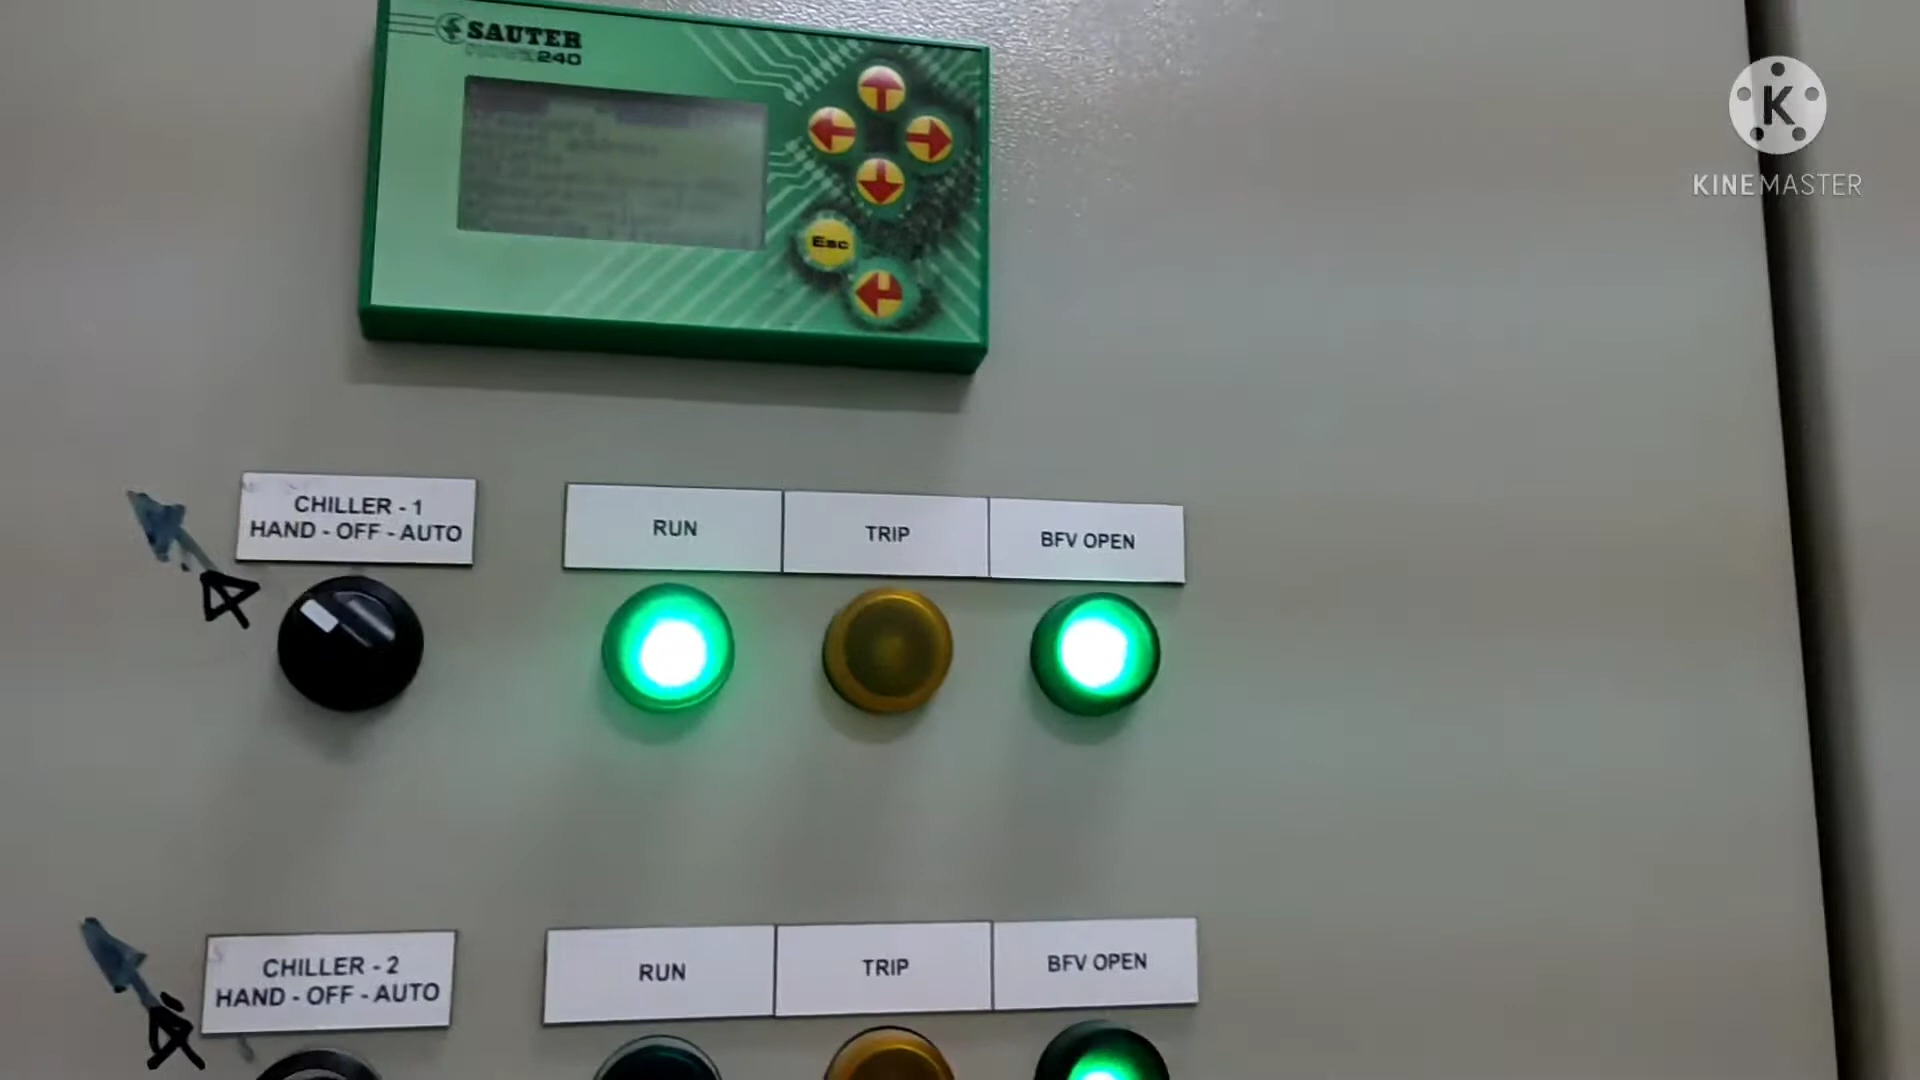 SAUTER
240
Esc
KINEMASTER
CHILLER - 1
HAND - OFF - AUTO
RUN
TRIP
BFV OPEN
CHILLER - 2
HAND - OFF - AUTO
RUN
TRIP
BFV OPEN